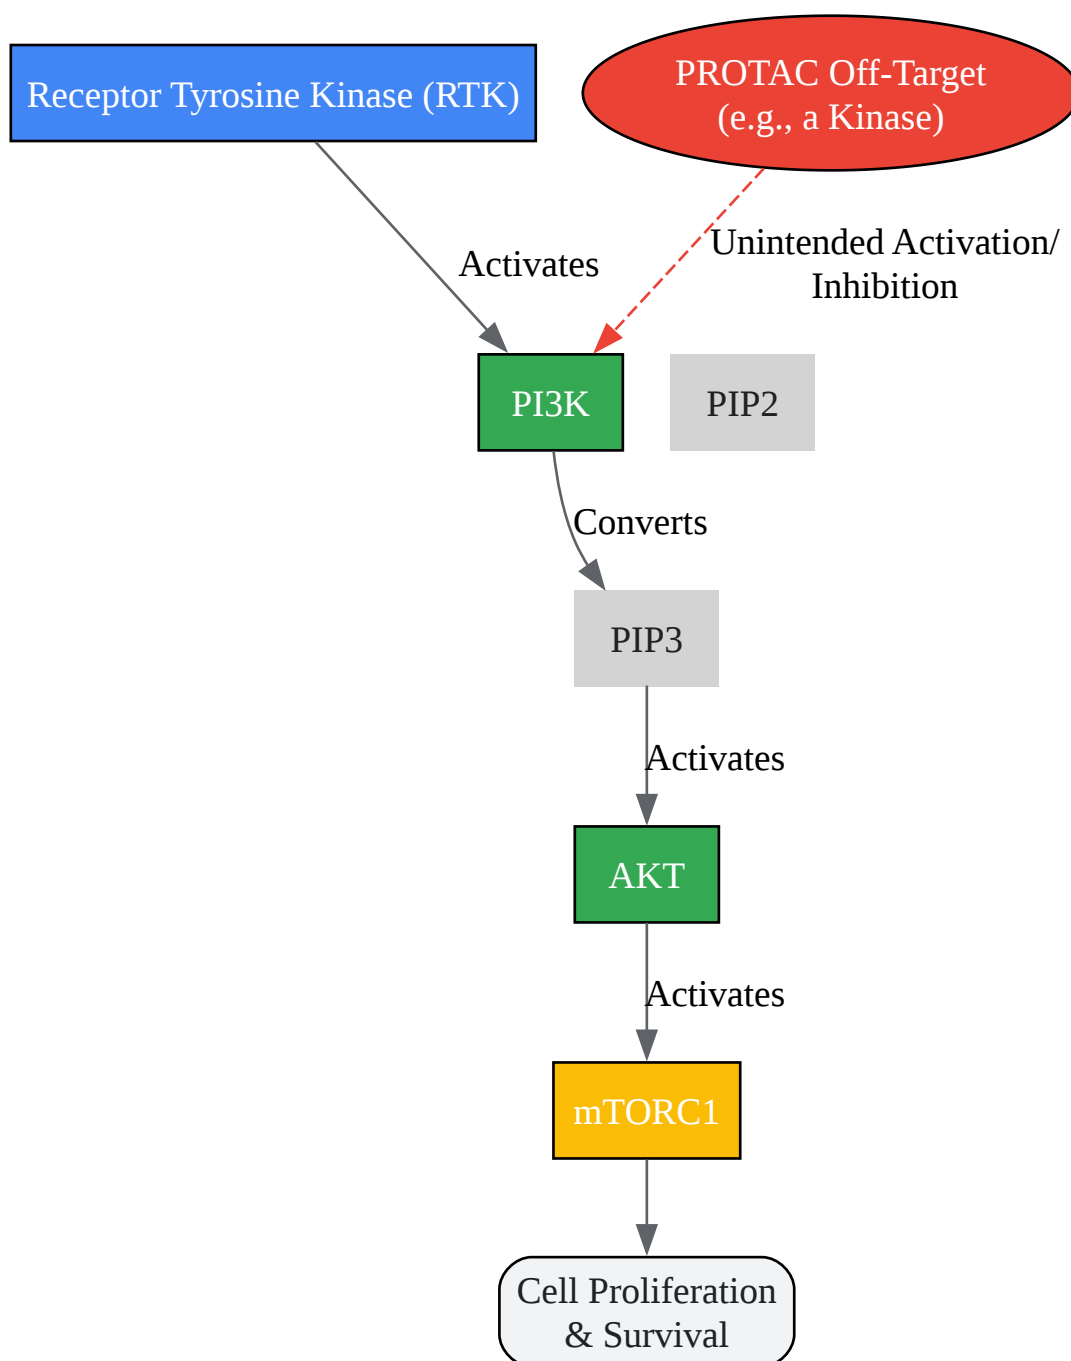 Receptor Tyrosine Kinase (RTK)
PROTAC Off-Target
(e.g., a Kinase)
Activates
Unintended Activation/
Inhibition
PI3K
PIP2
Converts
PIP3
Activates
AKT
Activates
mTORC1
Cell Proliferation
& Survival